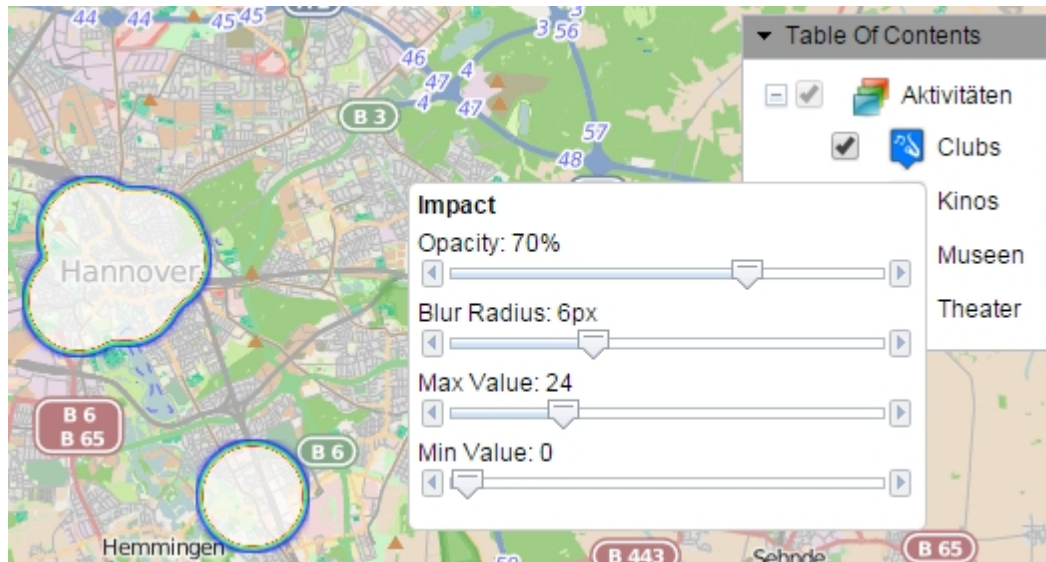 44
44
45
45
3
56
46
47
4
4
47
B 3
57
48
Table Of Contents
Aktivitäten
Clubs
Kinos
Museen
Theater
Impact
Opacity: 70%
Blur Radius: 6px
Max Value: 24
Min Value: 0
Hannover
B 6
B 65
B 6
Hemmingen
B 443
Sehnde
B 65